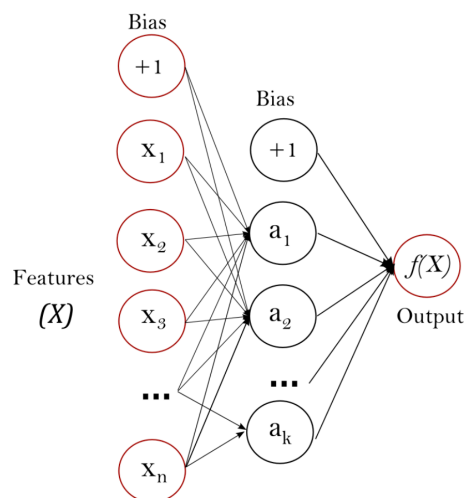 Bias
+1
x1
x2
x3
...
xn
Features
(X)
Bias
+1
a1
a2
...
ak
f(X)
Output